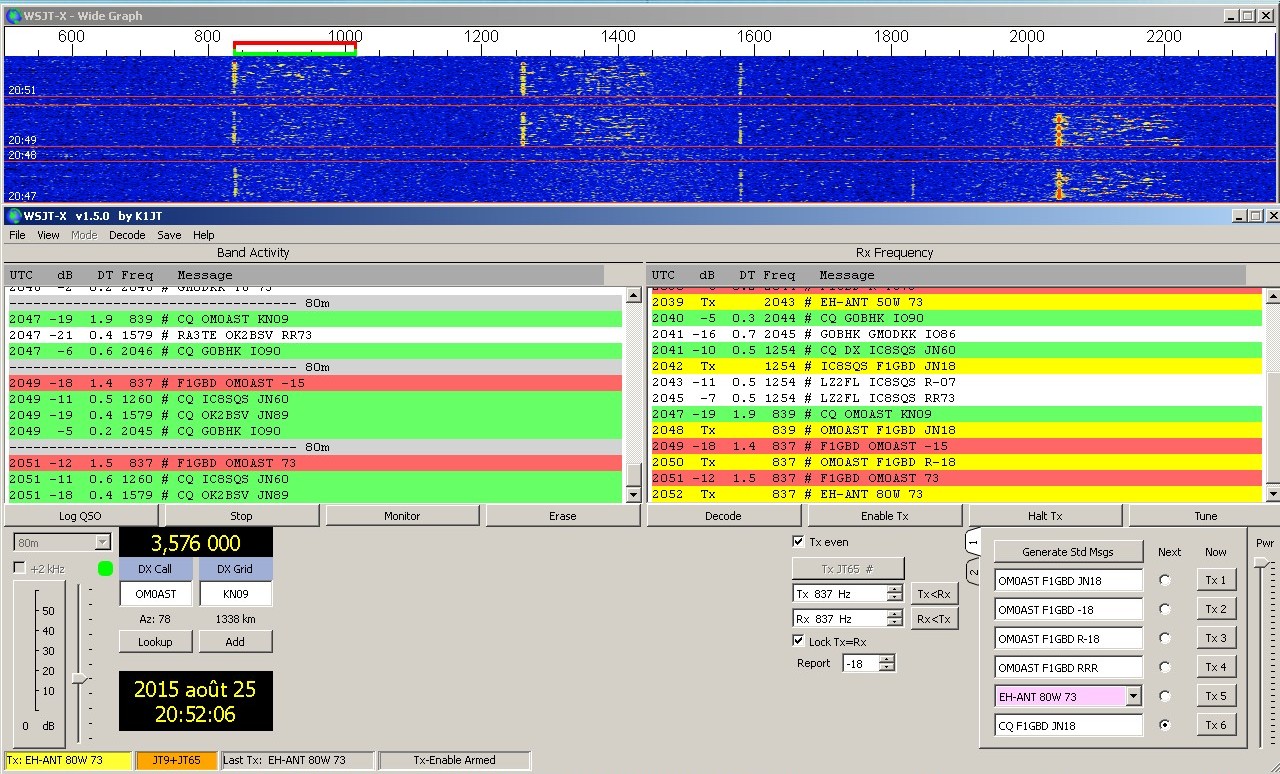 WSJT-X - Wide Graph
600 800 1000 1200 1400 1600 1800 2000 2200
20:51
20:49
20:48
20:47
WSJT-X v1.5.0 by K1JT
File View Mode Decode Save Help
Band Activity
UTC dB DT Freq Message
------------------------------------ 80m
2047 -19 1.9 839 # CQ OM0AST KN09
2047 -21 0.4 1579 # RA3TE OK2BSV RR73
2047 -6 0.6 2046 # CQ G0BHK IO90
------------------------------------ 80m
2049 -18 1.4 837 # F1GBD OM0AST -15
2049 -11 0.5 1260 # CQ IC8SQS JN60
2049 -19 0.4 1579 # CQ OK2BSV JN89
2049 -5 0.2 2045 # CQ G0BHK IO90
------------------------------------ 80m
2051 -12 1.5 837 # F1GBD OM0AST 73
2051 -11 0.6 1260 # CQ IC8SQS JN60
2051 -18 0.4 1579 # CQ OK2BSV JN89
Rx Frequency
UTC dB DT Freq Message
2039 Tx 2043 # EH-ANT 50W 73
2040 -5 0.3 2044 # CQ G0BHK IO90
2041 -16 0.7 2045 # G0BHK GM0DKK IO86
2041 -10 0.5 1254 # CQ DX IC8SQS JN60
2042 Tx 1254 # IC8SQS F1GBD JN18
2043 -11 0.5 1254 # LZ2FL IC8SQS R-07
2045 -7 0.5 1254 # LZ2FL IC8SQS RR73
2047 -19 1.9 839 # CQ OM0AST KN09
2048 Tx 839 # OM0AST F1GBD JN18
2049 -18 1.4 837 # F1GBD OM0AST -15
2050 Tx 837 # OM0AST F1GBD R-18
2051 -12 1.5 837 # F1GBD OM0AST 73
2052 Tx 837 # EH-ANT 80W 73
Log QSO Stop Monitor Erase Decode Enable Tx Halt Tx Tune
80m
+2 kHz
50
40
30
20
10
0 dB
3,576 000
DX Call DX Grid
OM0AST KN09
Az: 78 1338 km
Lookup Add
2015 août 25
20:52:06
Tx even
Tx JT65 #
Tx 837 Hz Tx<Rx
Rx 837 Hz Rx<Tx
Lock Tx=Rx
Report -18
1
2
Generate Std Msgs Next Now
OM0AST F1GBD JN18 Tx 1
OM0AST F1GBD -18 Tx 2
OM0AST F1GBD R-18 Tx 3
OM0AST F1GBD RRR Tx 4
EH-ANT 80W 73 Tx 5
CQ F1GBD JN18 Tx 6
Pwr
Tx: EH-ANT 80W 73 JT9+JT65 Last Tx: EH-ANT 80W 73 Tx-Enable Armed